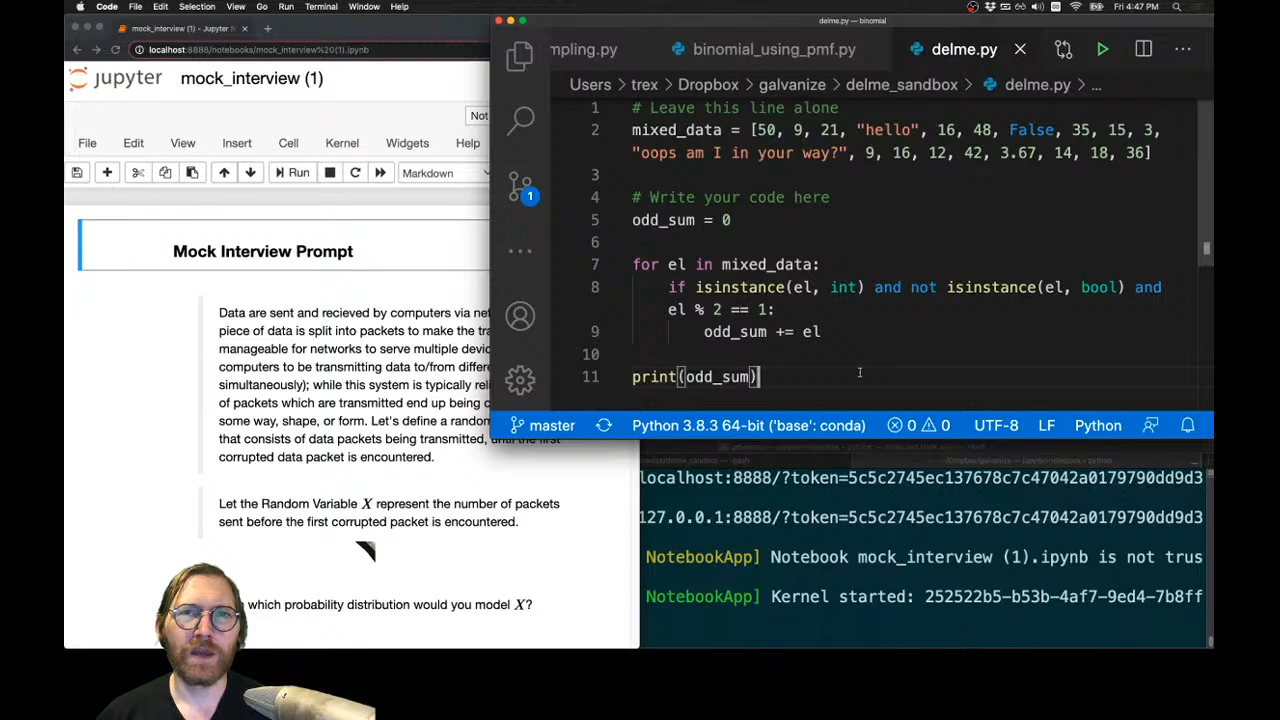 Code File Edit Selection View Go Run Terminal Window Help
Fri 4:47 PM
mock_interview (1) - Jupyter N
localhost:8888/notebooks/mock_interview%20(1).ipynb
jupyter mock_interview (1)
Not
File Edit View Insert Cell Kernel Widgets Help
Run Markdown
Mock Interview Prompt
Data are sent and recieved by computers via net
piece of data is split into packets to make the tra
manageable for networks to serve multiple devic
computers to be transmitting data to/from differe
simultaneously); while this system is typically reli
of packets which are transmitted end up being c
some way, shape, or form. Let's define a random
that consists of data packets being transmitted, until the first
corrupted data packet is encountered.
Let the Random Variable X represent the number of packets
sent before the first corrupted packet is encountered.
which probability distribution would you model X?
delme.py — binomial
mpling.py binomial_using_pmf.py delme.py
Users > trex > Dropbox > galvanize > delme_sandbox > delme.py > ...
1 # Leave this line alone
2 mixed_data = [50, 9, 21, "hello", 16, 48, False, 35, 15, 3,
"oops am I in your way?", 9, 16, 12, 42, 3.67, 14, 18, 36]
3
4 # Write your code here
5 odd_sum = 0
6
7 for el in mixed_data:
8 if isinstance(el, int) and not isinstance(el, bool) and
el % 2 == 1:
9 odd_sum += el
10
11 print(odd_sum)
1
master Python 3.8.3 64-bit ('base': conda) 0 0 UTF-8 LF Python
localhost:8888/?token=5c5c2745ec137678c7c47042a0179790dd9d3
127.0.0.1:8888/?token=5c5c2745ec137678c7c47042a0179790dd9d3
NotebookApp] Notebook mock_interview (1).ipynb is not trus
NotebookApp] Kernel started: 252522b5-b53b-4af7-9ed4-7b8ff